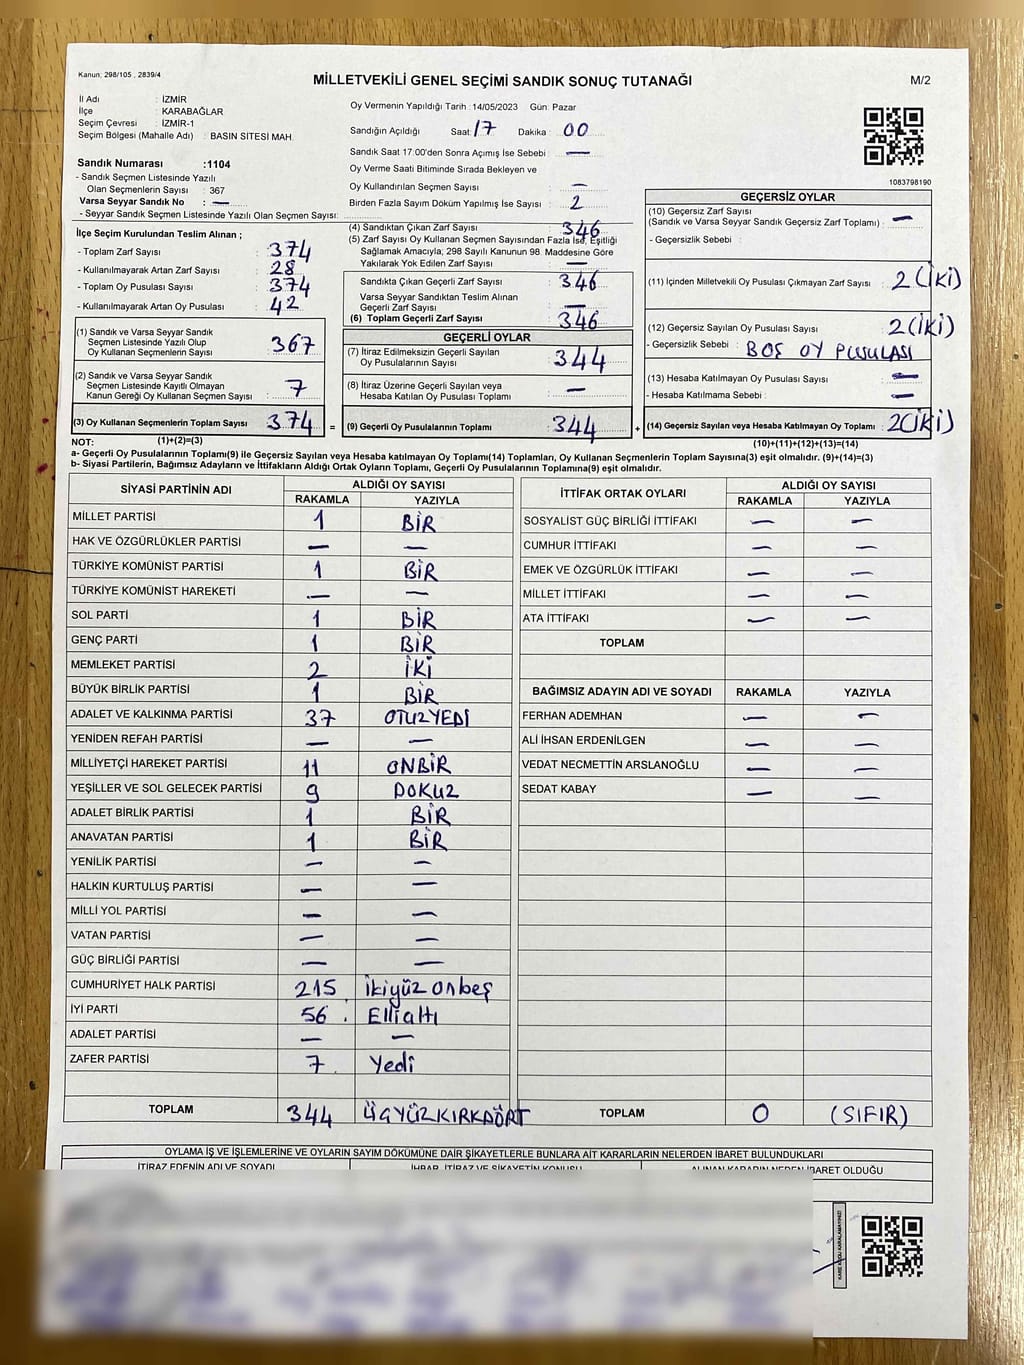 Kanun; 298/105 , 2839/4
MİLLETVEKİLİ GENEL SEÇİMİ SANDIK SONUÇ TUTANAĞI
M/2
İl Adı : İZMİR
İlçe : KARABAĞLAR
Seçim Çevresi : İZMİR-1
Seçim Bölgesi (Mahalle Adı) : BASIN SİTESİ MAH.
Sandık Numarası :1104
- Sandık Seçmen Listesinde Yazılı
Olan Seçmenlerin Sayısı : 367
Varsa Seyyar Sandık No : —
- Seyyar Sandık Seçmen Listesinde Yazılı Olan Seçmen Sayısı:
Oy Vermenin Yapıldığı Tarih :14/05/2023 Gün: Pazar
Sandığın Açıldığı Saat: 17 Dakika : 00
Sandık Saat 17:00'den Sonra Açımış İse Sebebi : —
Oy Verme Saati Bitiminde Sırada Bekleyen ve
Oy Kullandırılan Seçmen Sayısı : —
Birden Fazla Sayım Döküm Yapılmış İse Sayısı : 2
1083798190
İlçe Seçim Kurulundan Teslim Alınan ;
- Toplam Zarf Sayısı : 374
- Kullanılmayarak Artan Zarf Sayısı : 28
- Toplam Oy Pusulası Sayısı : 374
- Kullanılmayarak Artan Oy Pusulası : 42
(1) Sandık ve Varsa Seyyar Sandık
Seçmen Listesinde Yazılı Olup
Oy Kullanan Seçmenlerin Sayısı : 367
(2) Sandık ve Varsa Seyyar Sandık
Seçmen Listesinde Kayıtlı Olmayan
Kanun Gereği Oy Kullanan Seçmen Sayısı : 7
(3) Oy Kullanan Seçmenlerin Toplam Sayısı : 374 =
(4) Sandıktan Çıkan Zarf Sayısı : 346
(5) Zarf Sayısı Oy Kullanan Seçmen Sayısından Fazla İse, Eşitliği
Sağlamak Amacıyla; 298 Sayılı Kanunun 98. Maddesine Göre
Yakılarak Yok Edilen Zarf Sayısı : —
Sandıkta Çıkan Geçerli Zarf Sayısı : 346
Varsa Seyyar Sandıktan Teslim Alınan
Geçerli Zarf Sayısı : —
(6) Toplam Geçerli Zarf Sayısı : 346
GEÇERLİ OYLAR
(7) İtiraz Edilmeksizin Geçerli Sayılan
Oy Pusulalarının Sayısı : 344
(8) İtiraz Üzerine Geçerli Sayılan veya
Hesaba Katılan Oy Pusulası Toplamı : —
(9) Geçerli Oy Pusulalarının Toplamı : 344 +
GEÇERSİZ OYLAR
(10) Geçersiz Zarf Sayısı
(Sandık ve Varsa Seyyar Sandık Geçersiz Zarf Toplamı) : —
- Geçersizlik Sebebi :
(11) İçinden Milletvekili Oy Pusulası Çıkmayan Zarf Sayısı : 2 (İKİ)
(12) Geçersiz Sayılan Oy Pusulası Sayısı : 2 (İKİ)
- Geçersizlik Sebebi : BOŞ OY PUSULASI
(13) Hesaba Katılmayan Oy Pusulası Sayısı : —
- Hesaba Katılmama Sebebi : —
(14) Geçersiz Sayılan veya Hesaba Katılmayan Oy Toplamı : 2 (İKİ)
NOT: (1)+(2)=(3)
(10)+(11)+(12)+(13)=(14)
a- Geçerli Oy Pusulalarının Toplamı(9) ile Geçersiz Sayılan veya Hesaba katılmayan Oy Toplamı(14) Toplamları, Oy Kullanan Seçmenlerin Toplam Sayısına(3) eşit olmalıdır. (9)+(14)=(3)
b- Siyasi Partilerin, Bağımsız Adayların ve İttifakların Aldığı Ortak Oyların Toplamı, Geçerli Oy Pusulalarının Toplamına(9) eşit olmalıdır.
SİYASİ PARTİNİN ADI ALDIĞI OY SAYISI
RAKAMLA YAZIYLA
MİLLET PARTİSİ 1 BİR
HAK VE ÖZGÜRLÜKLER PARTİSİ — —
TÜRKİYE KOMÜNİST PARTİSİ 1 BİR
TÜRKİYE KOMÜNİST HAREKETİ — —
SOL PARTİ 1 BİR
GENÇ PARTİ 1 BİR
MEMLEKET PARTİSİ 2 İKİ
BÜYÜK BİRLİK PARTİSİ 1 BİR
ADALET VE KALKINMA PARTİSİ 37 OTUZYEDİ
YENİDEN REFAH PARTİSİ — —
MİLLİYETÇİ HAREKET PARTİSİ 11 ONBİR
YEŞİLLER VE SOL GELECEK PARTİSİ 9 DOKUZ
ADALET BİRLİK PARTİSİ 1 BİR
ANAVATAN PARTİSİ 1 BİR
YENİLİK PARTİSİ — —
HALKIN KURTULUŞ PARTİSİ — —
MİLLİ YOL PARTİSİ — —
VATAN PARTİSİ — —
GÜÇ BİRLİĞİ PARTİSİ — —
CUMHURİYET HALK PARTİSİ 215 ikiyüz onbeş
İYİ PARTİ 56 Ellialtı
ADALET PARTİSİ — —
ZAFER PARTİSİ 7 Yedi
TOPLAM 344 ÜÇYÜZKIRKDÖRT
İTTİFAK ORTAK OYLARI ALDIĞI OY SAYISI
RAKAMLA YAZIYLA
SOSYALİST GÜÇ BİRLİĞİ İTTİFAKI — —
CUMHUR İTTİFAKI — —
EMEK VE ÖZGÜRLÜK İTTİFAKI — —
MİLLET İTTİFAKI — —
ATA İTTİFAKI — —
TOPLAM
BAĞIMSIZ ADAYIN ADI VE SOYADI RAKAMLA YAZIYLA
FERHAN ADEMHAN — —
ALİ İHSAN ERDENİLGEN — —
VEDAT NECMETTİN ARSLANOĞLU — —
SEDAT KABAY — —
TOPLAM 0 (SIFIR)
OYLAMA İŞ VE İŞLEMLERİNE VE OYLARIN SAYIM DÖKÜMÜNE DAİR ŞİKAYETLERLE BUNLARA AİT KARARLARIN NELERDEN İBARET BULUNDUKLARI
İTİRAZ EDENİN ADI VE SOYADI İHBAR, İTİRAZ VE ŞİKAYETİN KONUSU ALINAN KARARIN NEDEN İBARET OLDUĞU